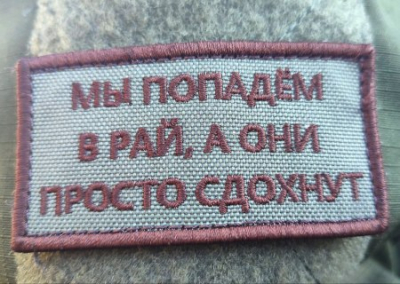 МЫ ПОПАДЁМ
В РАЙ, А ОНИ
ПРОСТО СДОХНУТ